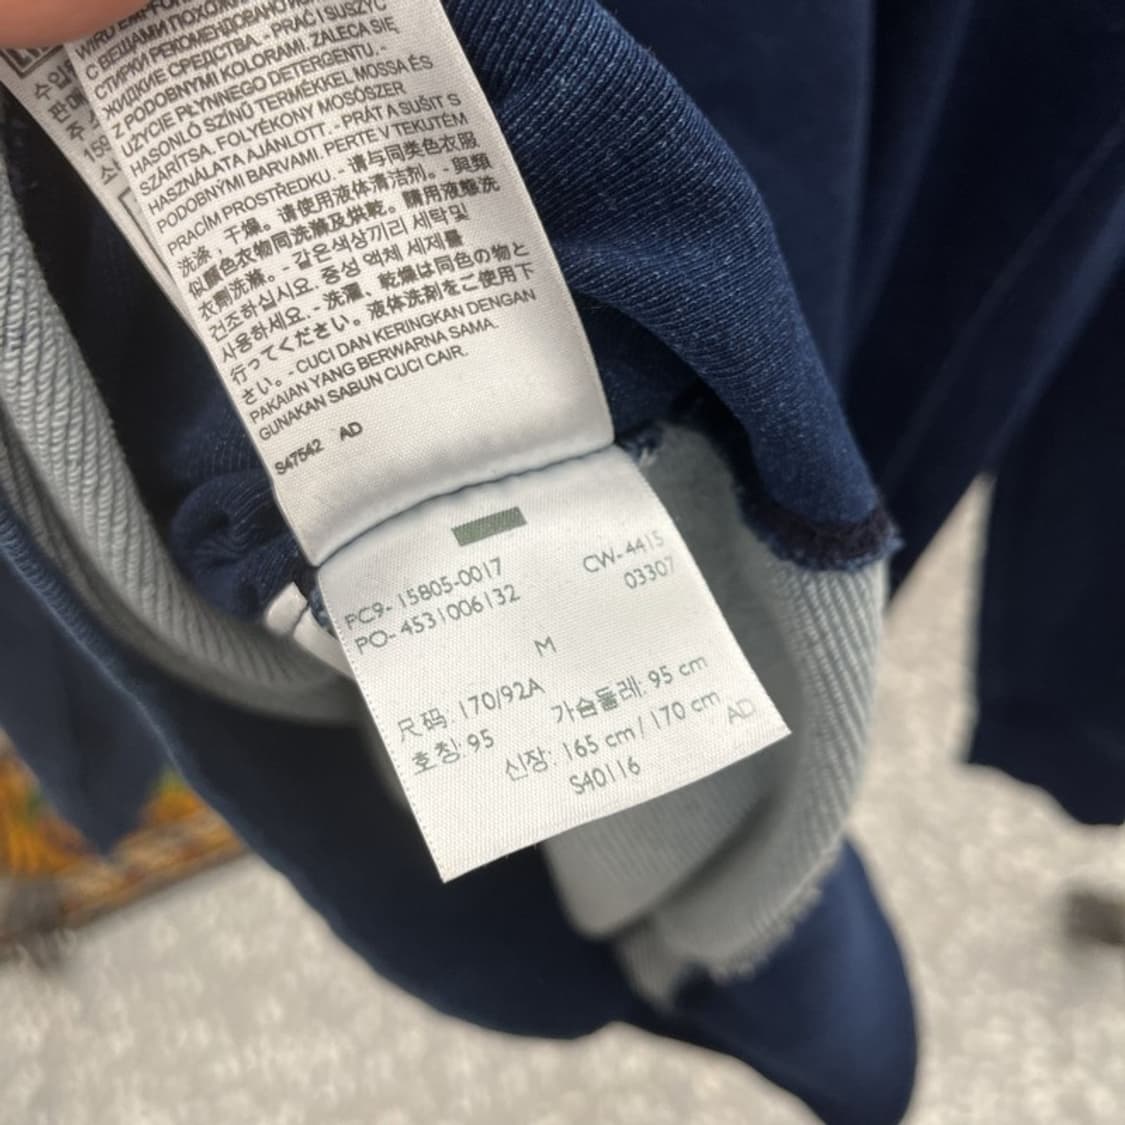 С ВЕЩАМИ ПОХОЖИ
СТИРКИ РЕКОМЕНДОВАНО
ЖИДКИЕ СРЕДСТВА. - PRAĆ I SUSZYĆ
Z PODOBNYMI KOLORAMI. ZALECA SIĘ
UŻYCIE PŁYNNEGO DETERGENTU. -
HASONLÓ SZÍNŰ TERMÉKKEL MOSSA ÉS
SZÁRÍTSA. FOLYÉKONY MOSÓSZER
HASZNÁLATA AJÁNLOTT. - PRÁT A SUŠIT S
PODOBNÝMI BARVAMI. PERTE V TEKUTÉM
PRACÍM PROSTŘEDKU. - 请与同类色衣服
洗涤、干燥。请使用液体清洁剂。- 與類
似顏色衣物同洗滌及烘乾。請用液態洗
衣劑洗滌。- 같은색상끼리 세탁및
건조하십시요. 중성 액체 세제를
사용하세요. - 洗濯、乾燥は同色の物と
行ってください。液体洗剤をご使用下
さい。- CUCI DAN KERINGKAN DENGAN
PAKAIAN YANG BERWARNA SAMA.
GUNAKAN SABUN CUCI CAIR.
S47542 AD
PC9- 15805-0017 CW-4415
PO- 4531006132 03307
M
尺码: 170/92A 가슴둘레: 95 cm
호칭: 95 신장: 165 cm / 170 cm AD
S40116